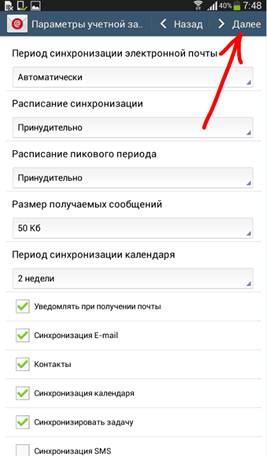 40% 7:48
Параметры учетной за.. Назад Далее
Период синхронизации электронной почты
Автоматически
Расписание синхронизации
Принудительно
Расписание пикового периода
Принудительно
Размер получаемых сообщений
50 Кб
Период синхронизации календаря
2 недели
Уведомлять при получении почты
Синхронизация E-mail
Контакты
Синхронизация календаря
Синхронизировать задачу
Синхронизация SMS